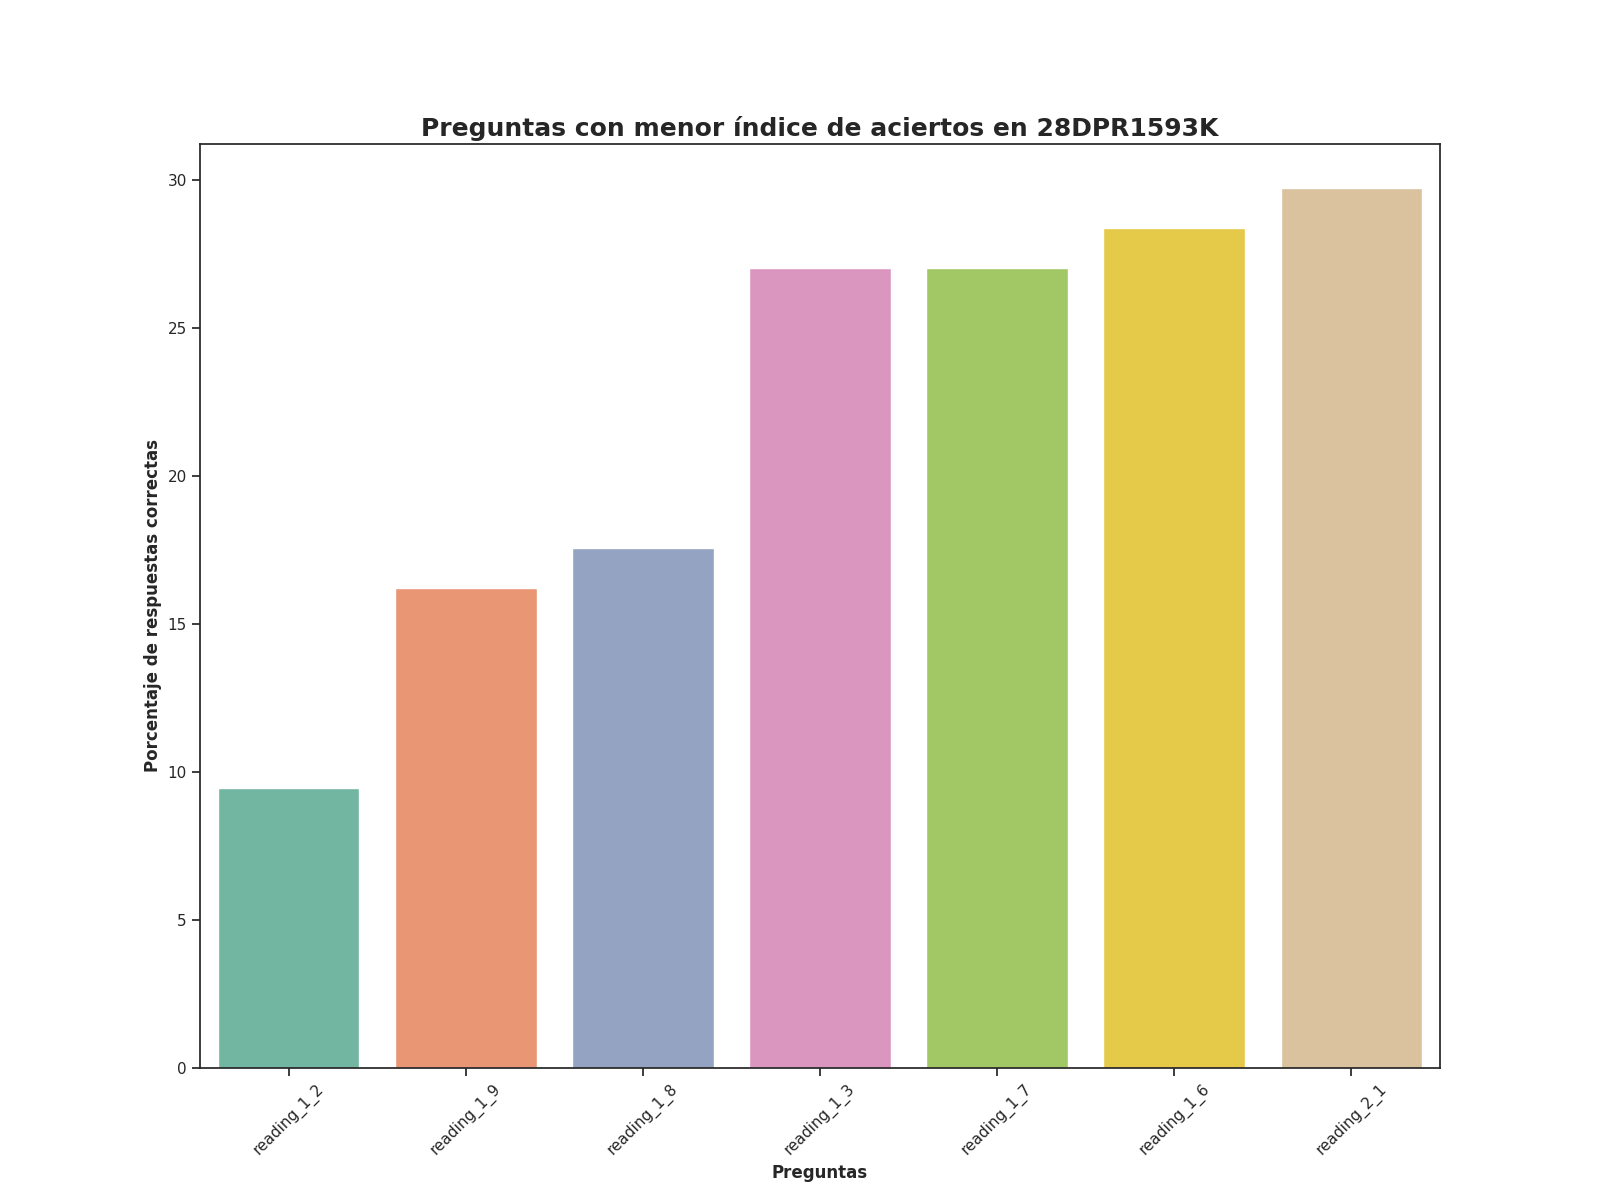 Preguntas con menor índice de aciertos en 28DPR1593K
Porcentaje de respuestas correctas
30
25
20
15
10
5
0
reading_1_2
reading_1_9
reading_1_8
reading_1_3
reading_1_7
reading_1_6
reading_2_1
Preguntas